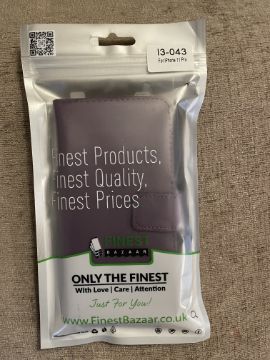 13-043
For iPhone 11 Pro
Finest Products,
Finest Quality,
Finest Prices
FINEST
BAZAAR
ONLY THE FINEST
With Love | Care | Attention
Just For You!
www.FinestBazaar.co.uk